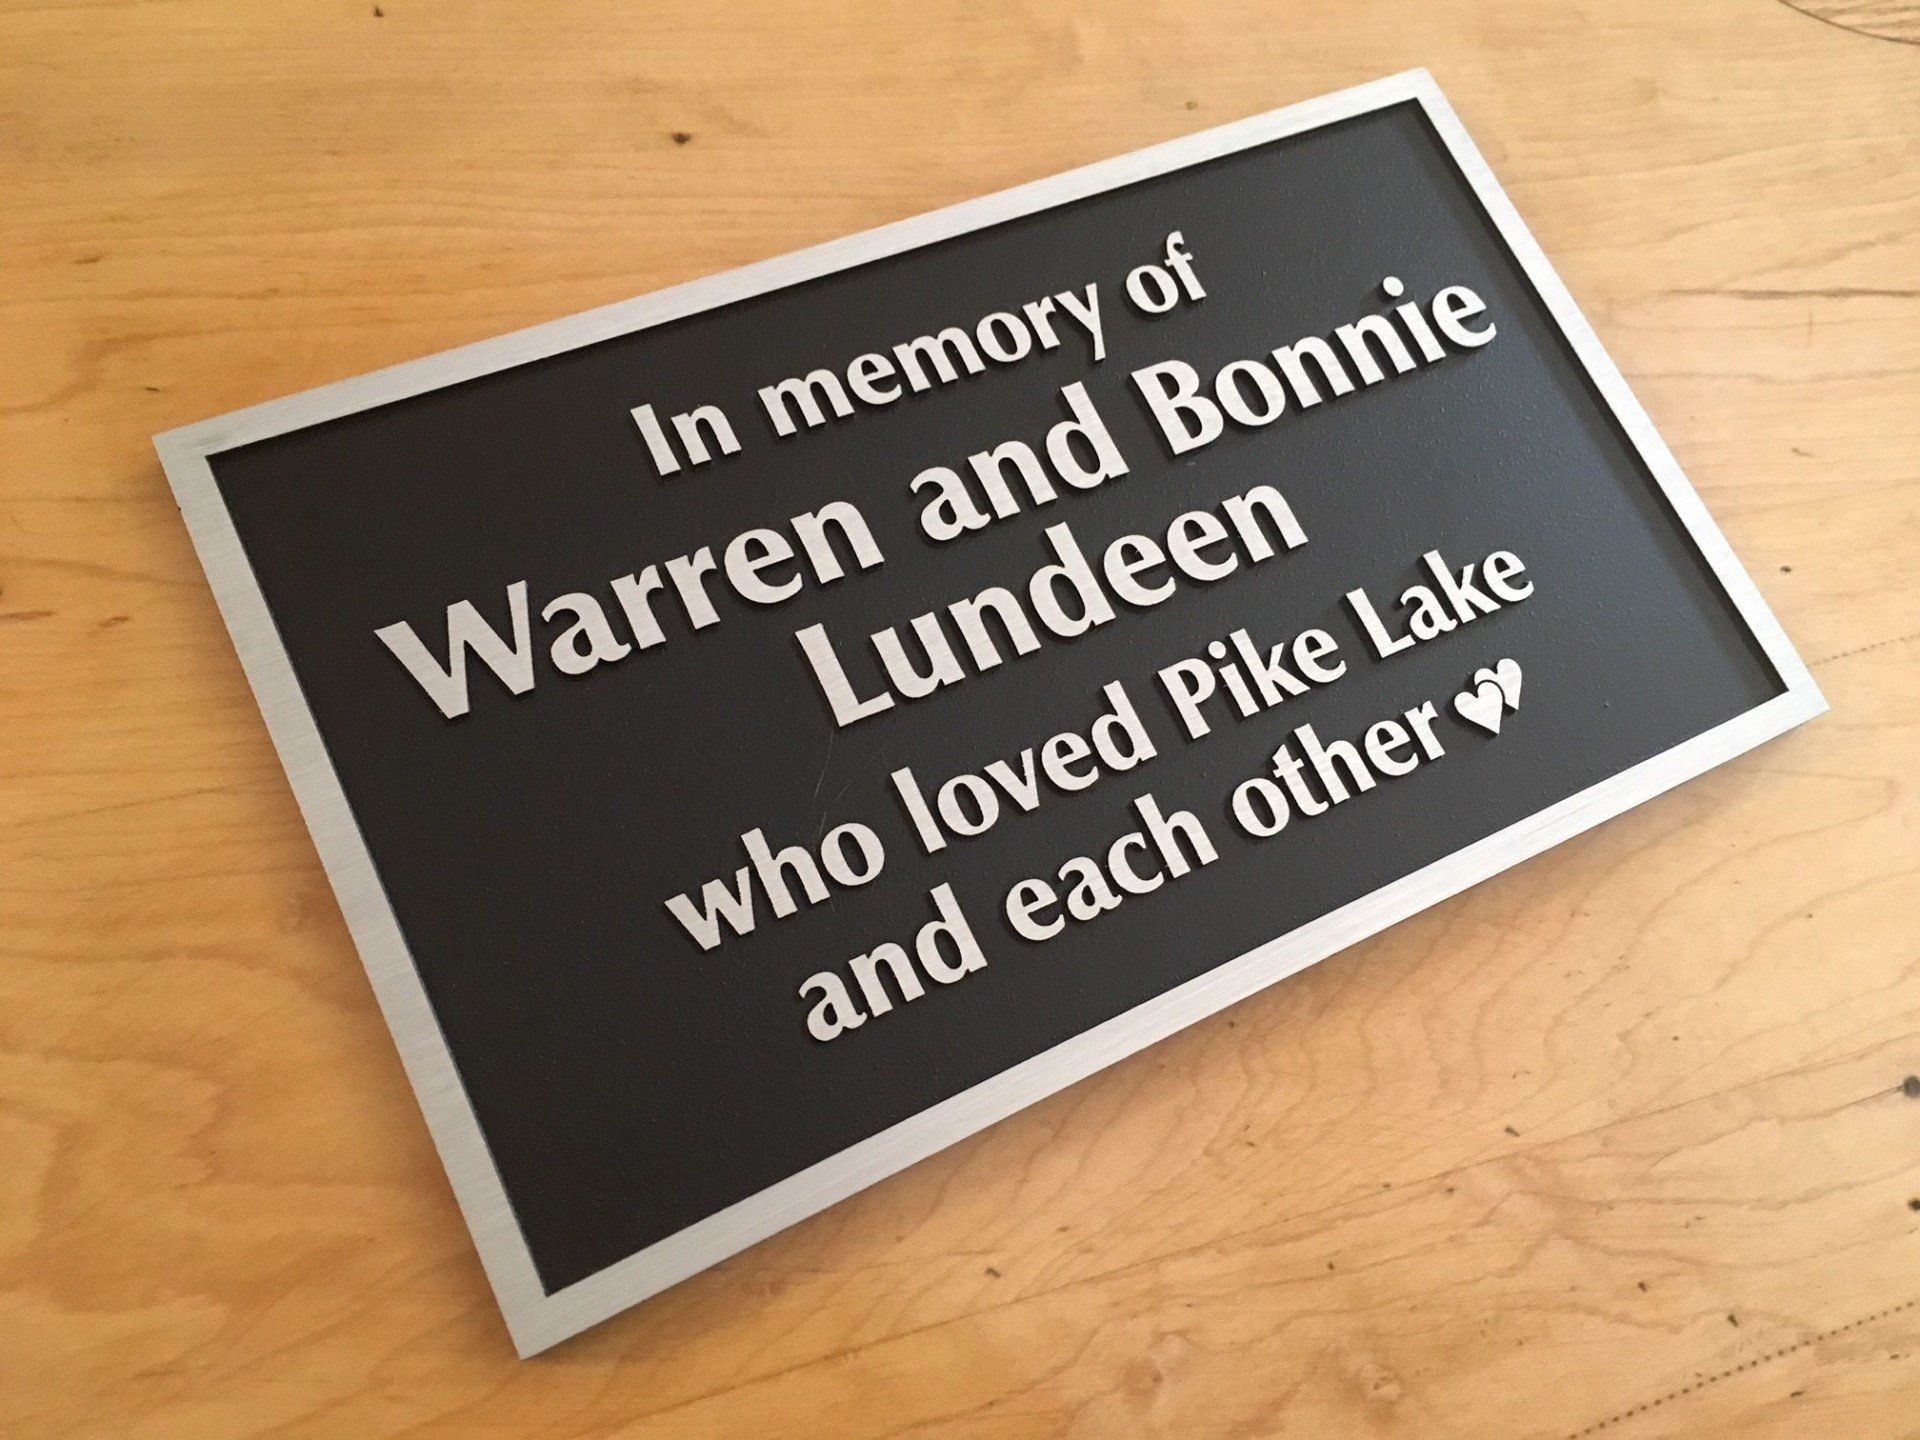 In memory of
Warren and Bonnie
Lundeen
who loved Pike Lake
and each other💕